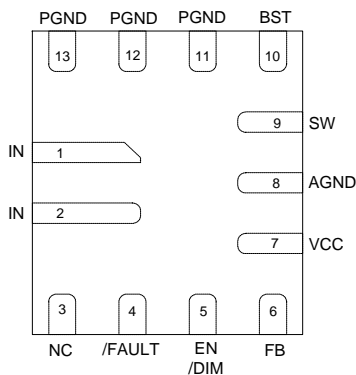 PGND PGND PGND BST
13 12 11 10
9 SW
IN 1
8 AGND
IN 2
7 VCC
3 4 5 6
NC /FAULT EN /DIM FB